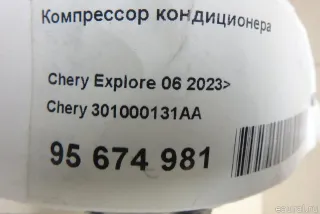 Компрессор кондиционера
Chery Explore 06 2023>
Chery 301000131AA
95 674 981